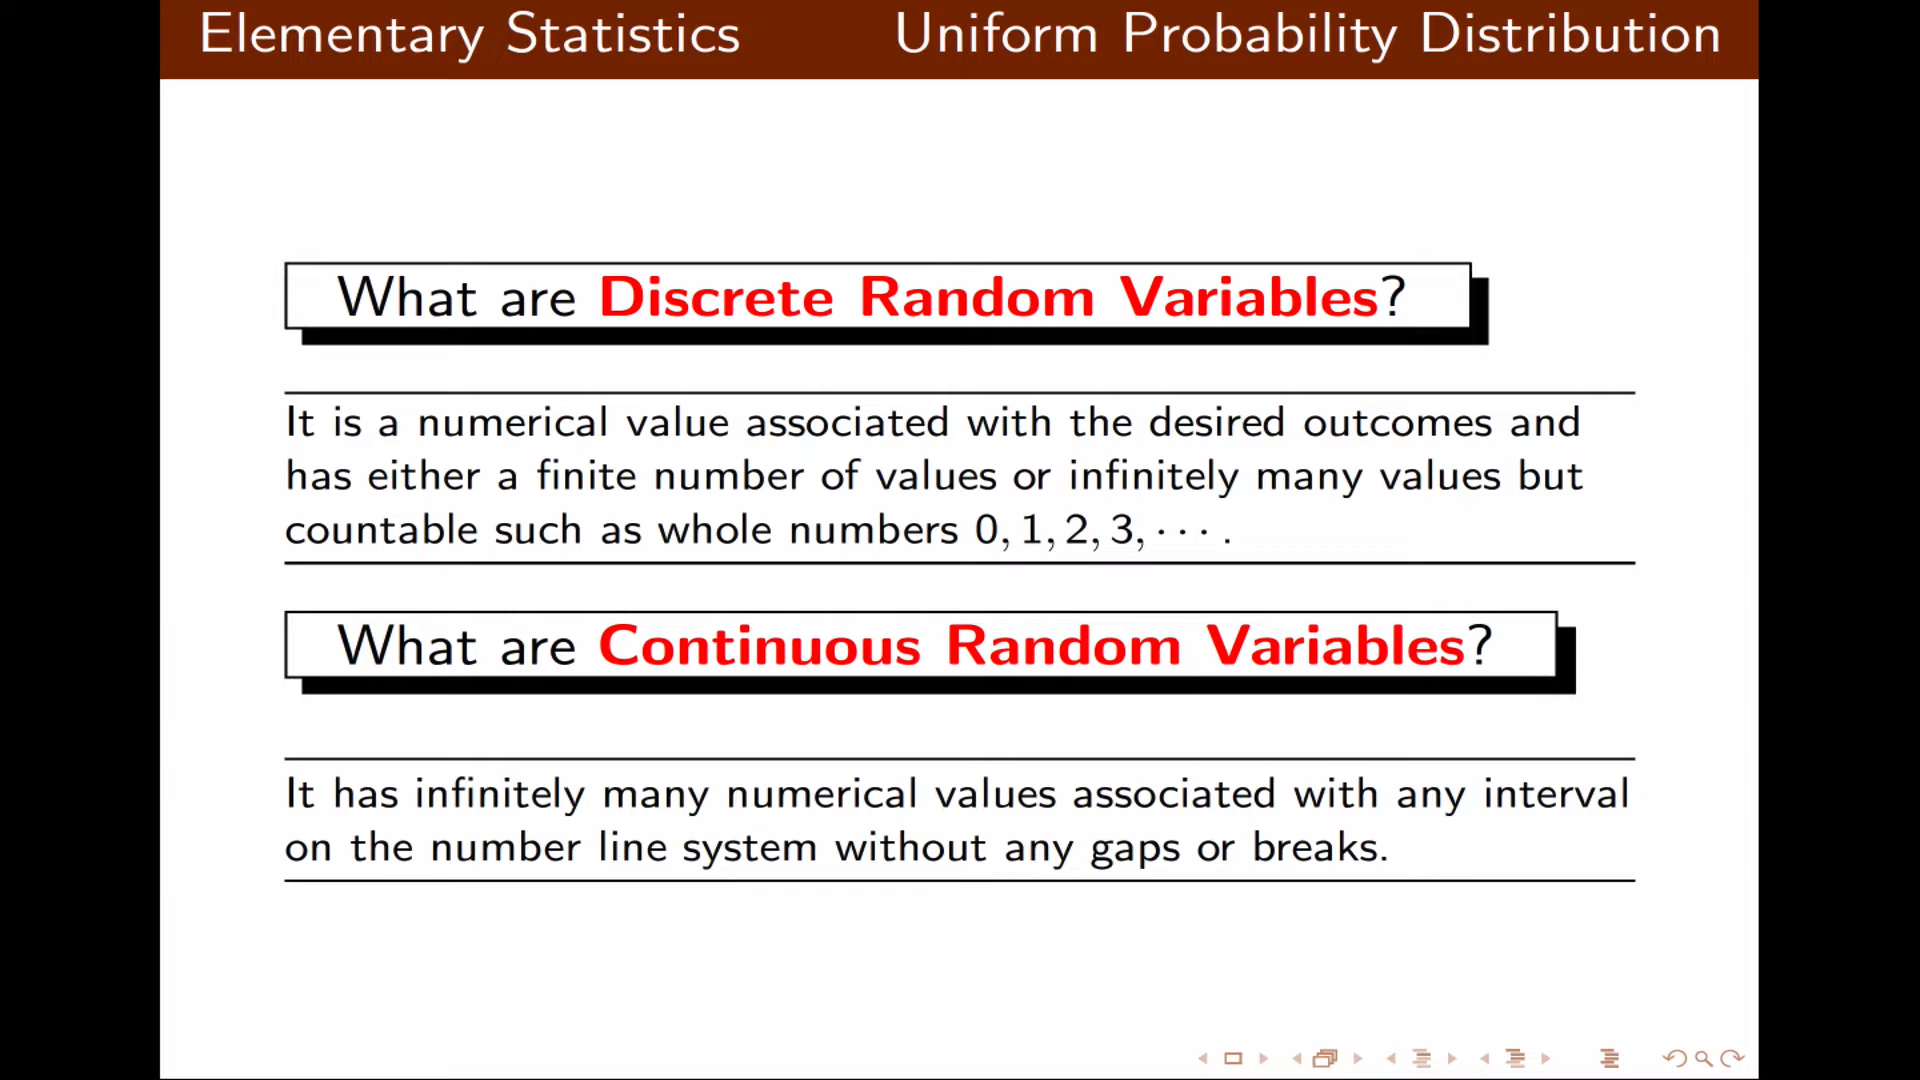 Elementary Statistics Uniform Probability Distribution
What are Discrete Random Variables?
It is a numerical value associated with the desired outcomes and
has either a finite number of values or infinitely many values but
countable such as whole numbers 0, 1, 2, 3, · · · .
What are Continuous Random Variables?
It has infinitely many numerical values associated with any interval
on the number line system without any gaps or breaks.